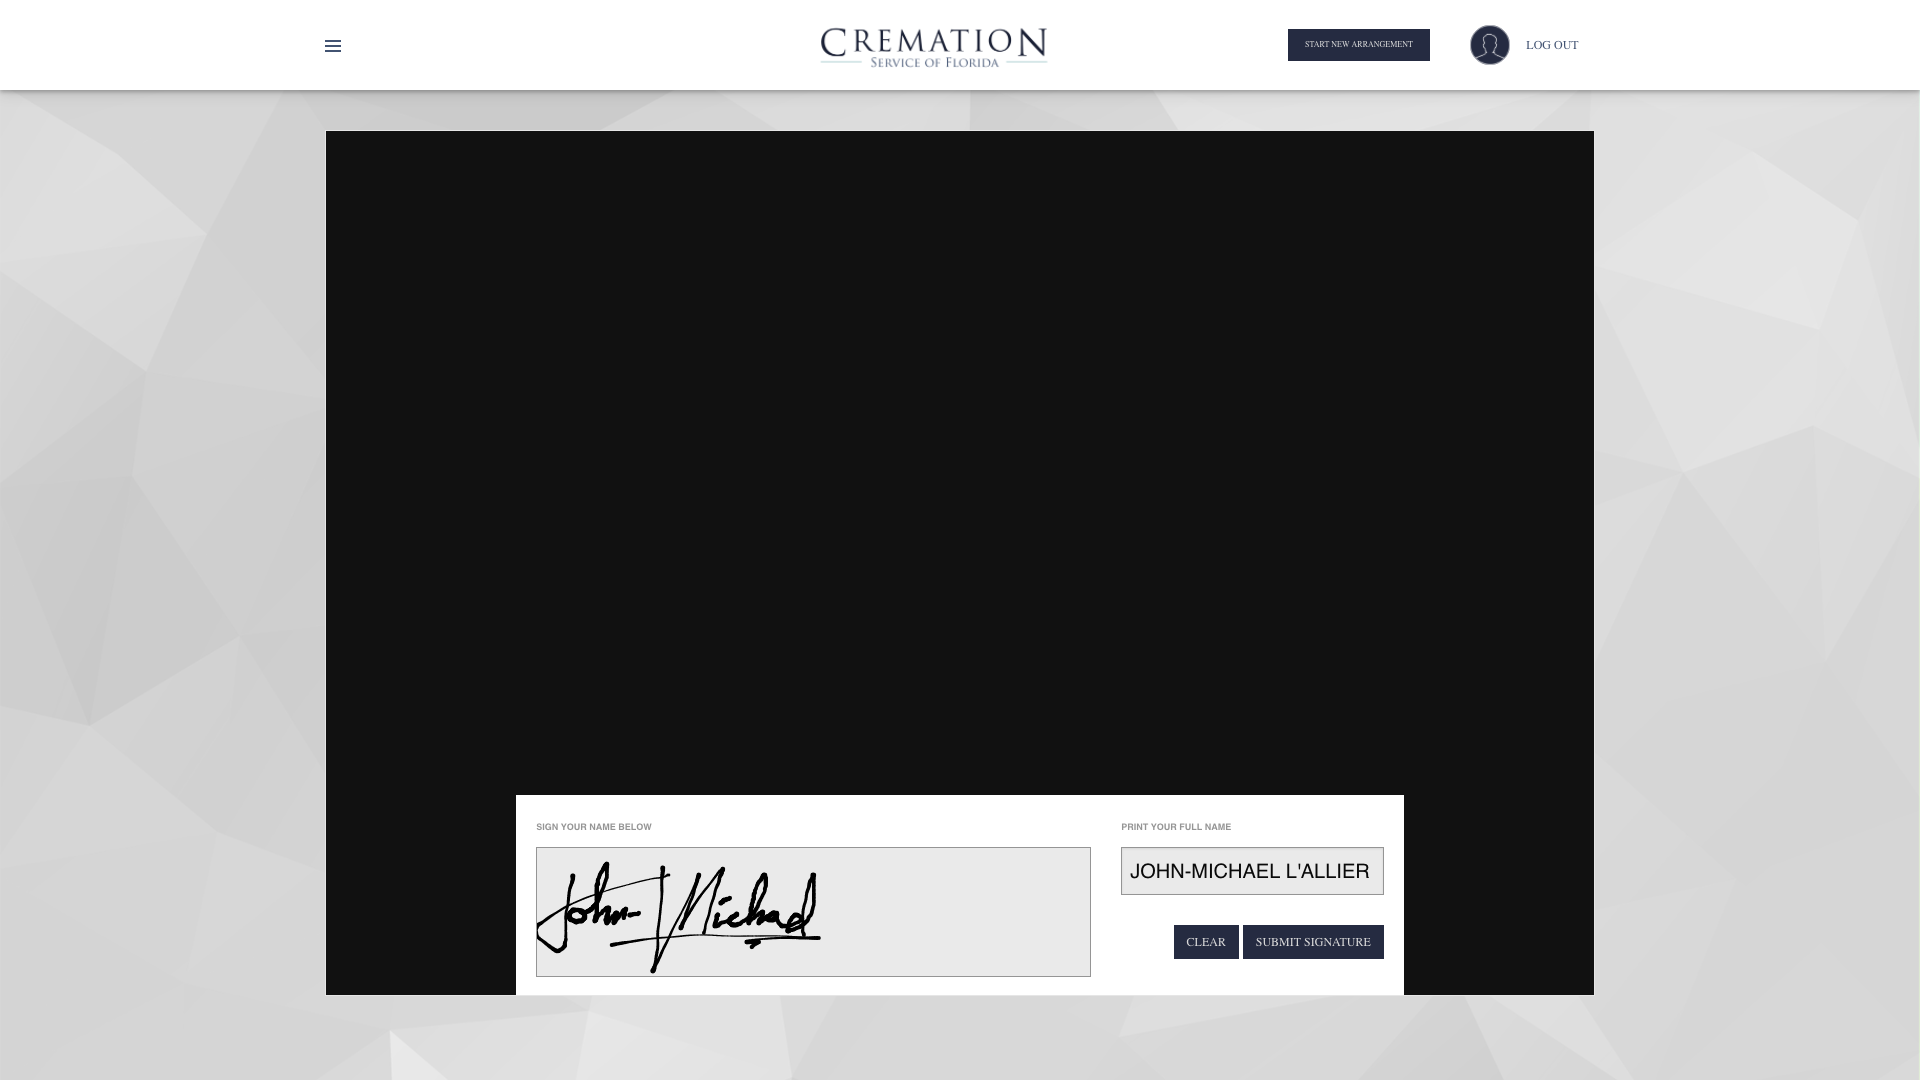 CREMATION
SERVICE OF FLORIDA
START NEW ARRANGEMENT
LOG OUT
SIGN YOUR NAME BELOW
PRINT YOUR FULL NAME
John-Michael
JOHN-MICHAEL L'ALLIER
CLEAR
SUBMIT SIGNATURE